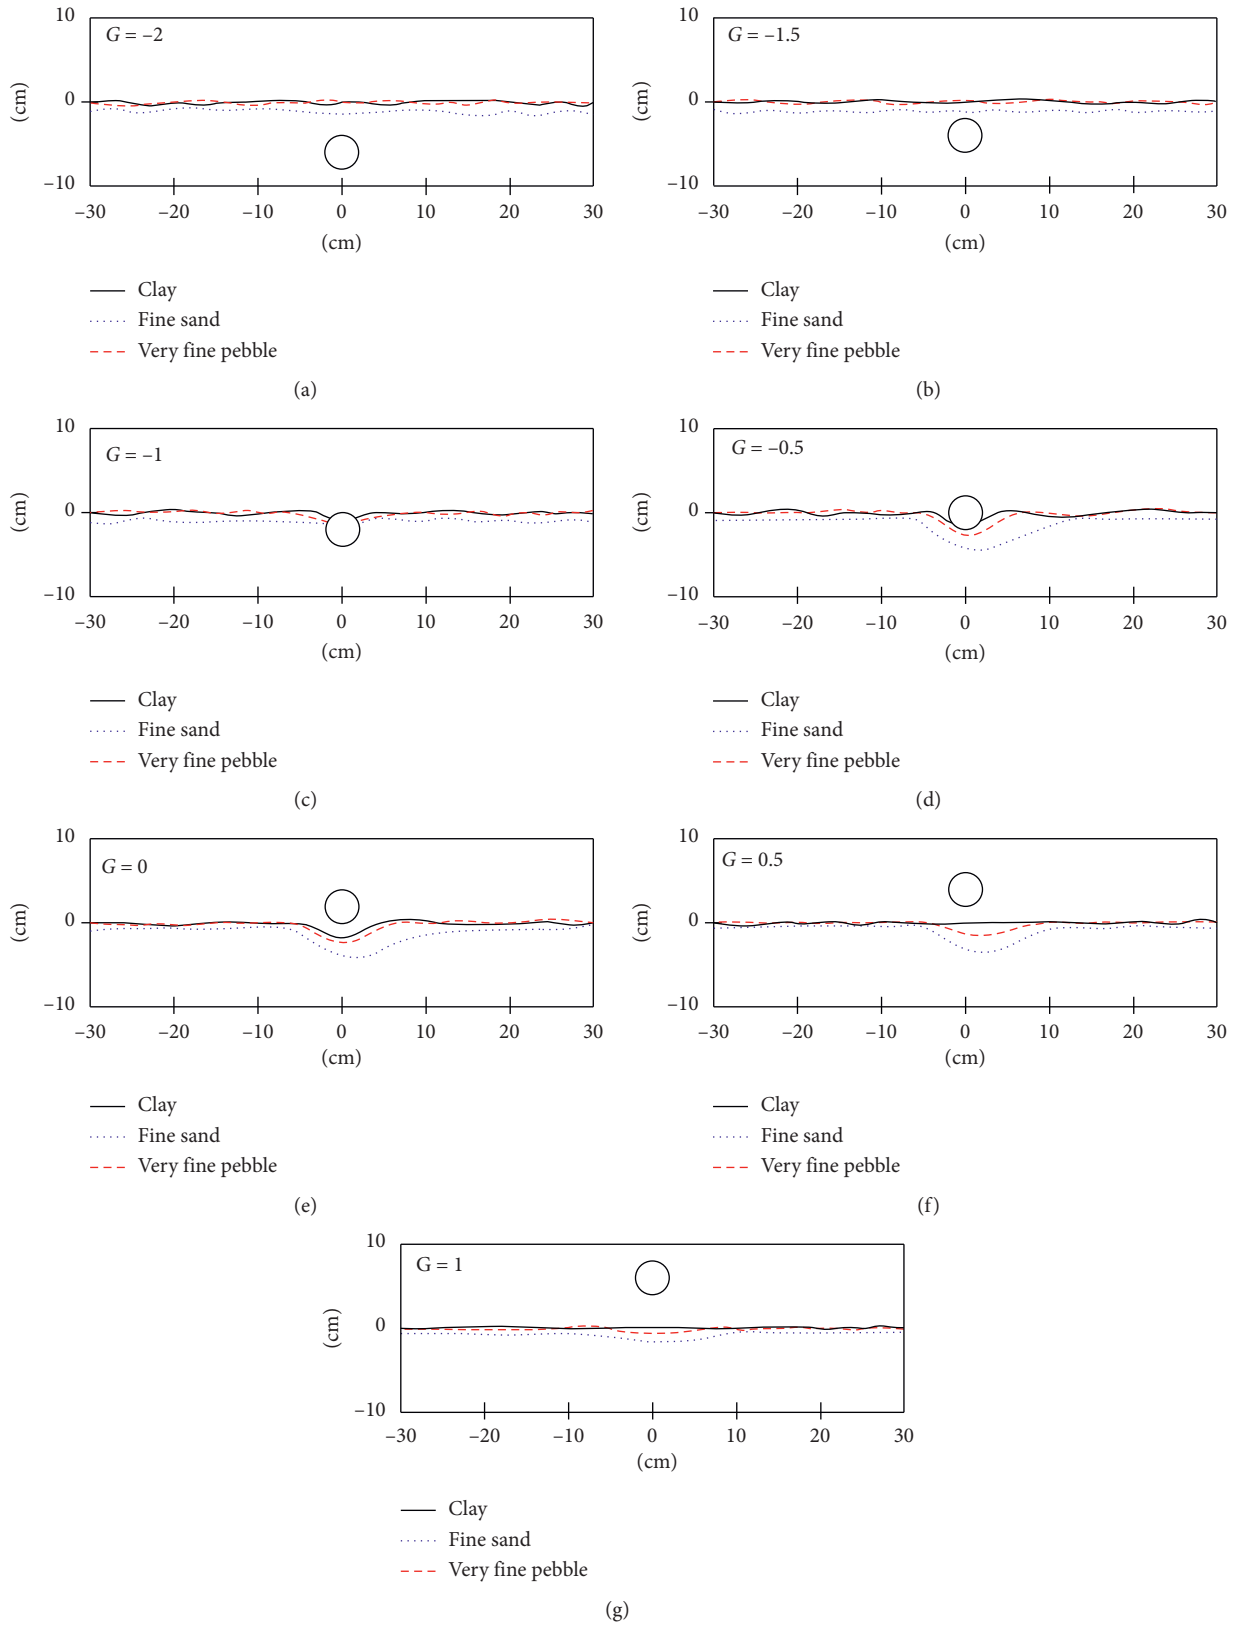 10
G = –2
(cm)
0
–10
–30 –20 –10 0 10 20 30
(cm)
Clay
Fine sand
Very fine pebble
(a)
10
G = –1.5
(cm)
0
–10
–30 –20 –10 0 10 20 30
(cm)
Clay
Fine sand
Very fine pebble
(b)
10
G = –1
(cm)
0
–10
–30 –20 –10 0 10 20 30
(cm)
Clay
Fine sand
Very fine pebble
(c)
10
G = –0.5
(cm)
0
–10
–30 –20 –10 0 10 20 30
(cm)
Clay
Fine sand
Very fine pebble
(d)
10
G = 0
(cm)
0
–10
–30 –20 –10 0 10 20 30
(cm)
Clay
Fine sand
Very fine pebble
(e)
10
G = 0.5
(cm)
0
–10
–30 –20 –10 0 10 20 30
(cm)
Clay
Fine sand
Very fine pebble
(f)
10
G = 1
(cm)
0
–10
–30 –20 –10 0 10 20 30
(cm)
Clay
Fine sand
Very fine pebble
(g)